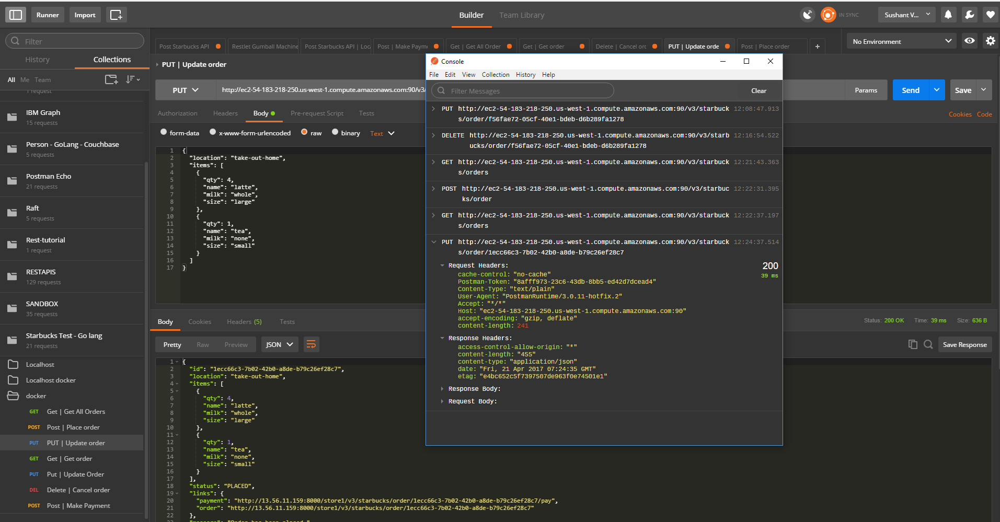 Runner
Import
Builder
Team Library
IN SYNC
Sushant V...
Filter
History
Collections
All Me Team
1 request
IBM Graph
15 requests
Person - GoLang - Couchbase
5 requests
Postman Echo
21 requests
Raft
5 requests
Rest-tutorial
1 request
RESTAPIS
129 requests
SANDBOX
35 requests
Starbucks Test - Go lang
21 requests
Localhost
Localhost docker
docker
GET Get | Get All Orders
POST Post | Place order
PUT PUT | Update order
GET Get | Get order
PUT Put | Update Order
DEL Delete | Cancel order
POST Post | Make Payment
Post Starbucks API
Restlet Gumball Machine
Post Starbucks API | Loc
Post | Make Paym
Get | Get All Order
Get | Get order
Delete | Cancel orc
PUT | Update orde
Post | Place order
+
No Environment
PUT | Update order
PUT
http://ec2-54-183-218-250.us-west-1.compute.amazonaws.com:90/v3/
Params
Send
Save
Authorization Headers Body Pre-request Script Tests
Cookies Code
form-data x-www-form-urlencoded raw binary Text
1 {
2 "location": "take-out-home",
3 "items": [
4 {
5 "qty": 4,
6 "name": "latte",
7 "milk": "whole",
8 "size": "large"
9 },
10 {
11 "qty": 1,
12 "name": "tea",
13 "milk": "none",
14 "size": "small"
15 }
16 ]
17 }
Body Cookies Headers (5) Tests
Status: 200 OK Time: 39 ms Size: 636 B
Pretty Raw Preview JSON
Save Response
1 {
2 "id": "1ecc66c3-7b02-42b0-a8de-b79c26ef28c7",
3 "location": "take-out-home",
4 "items": [
5 {
6 "qty": 4,
7 "name": "latte",
8 "milk": "whole",
9 "size": "large"
10 },
11 {
12 "qty": 1,
13 "name": "tea",
14 "milk": "none",
15 "size": "small"
16 }
17 ],
18 "status": "PLACED",
19 "links": {
20 "payment": "http://13.56.11.159:8000/store1/v3/starbucks/order/1ecc66c3-7b02-42b0-a8de-b79c26ef28c7/pay",
21 "order": "http://13.56.11.159:8000/store1/v3/starbucks/order/1ecc66c3-7b02-42b0-a8de-b79c26ef28c7"
22 },
23 "message": "Order has been placed."
Console
File Edit View Collection History Help
Filter Messages
Clear
PUT http://ec2-54-183-218-250.us-west-1.compute.amazonaws.com:90/v3/starbuck 12:08:47.913
s/order/f56fae72-05cf-40e1-bdeb-d6b289fa1278
DELETE http://ec2-54-183-218-250.us-west-1.compute.amazonaws.com:90/v3/starb 12:16:54.522
ucks/order/f56fae72-05cf-40e1-bdeb-d6b289fa1278
GET http://ec2-54-183-218-250.us-west-1.compute.amazonaws.com:90/v3/starbuck 12:21:43.363
s/orders
POST http://ec2-54-183-218-250.us-west-1.compute.amazonaws.com:90/v3/starbuc 12:22:31.395
ks/order
GET http://ec2-54-183-218-250.us-west-1.compute.amazonaws.com:90/v3/starbuck 12:22:37.197
s/orders
PUT http://ec2-54-183-218-250.us-west-1.compute.amazonaws.com:90/v3/starbuck 12:24:37.514
s/order/1ecc66c3-7b02-42b0-a8de-b79c26ef28c7
Request Headers: 200
39 ms
cache-control: "no-cache"
Postman-Token: "8afff973-23c6-43db-8bb5-ed42d7dcead4"
Content-Type: "text/plain"
User-Agent: "PostmanRuntime/3.0.11-hotfix.2"
Accept: "*/*"
Host: "ec2-54-183-218-250.us-west-1.compute.amazonaws.com:90"
accept-encoding: "gzip, deflate"
content-length: 241
Response Headers:
access-control-allow-origin: "*"
content-length: "455"
content-type: "application/json"
date: "Fri, 21 Apr 2017 07:24:35 GMT"
etag: "e4bc652c5f7397507de963f0e74501e1"
Response Body:
Request Body: